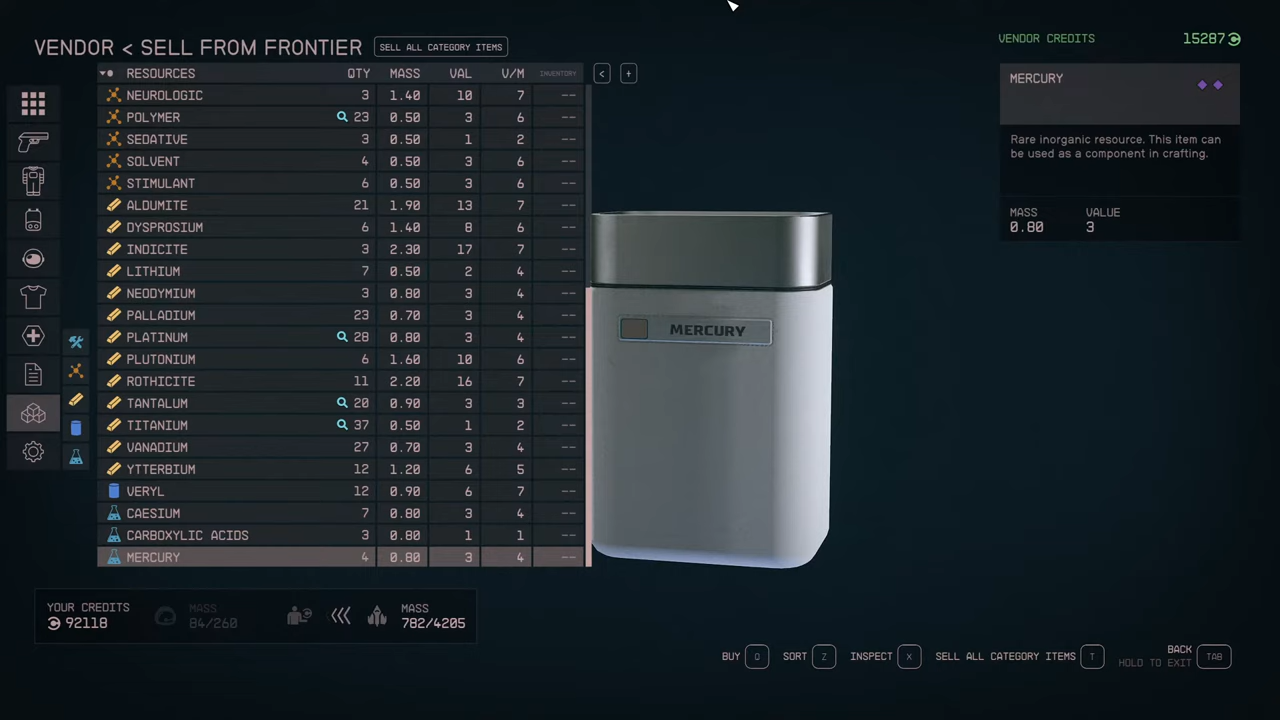 VENDOR < SELL FROM FRONTIER SELL ALL CATEGORY ITEMS
VENDOR CREDITS 15287
RESOURCES QTY MASS VAL V/M INVENTORY < +
NEUROLOGIC 3 1.40 10 7 --
POLYMER 23 0.50 3 6 --
SEDATIVE 3 0.50 1 2 --
SOLVENT 4 0.50 3 6 --
STIMULANT 6 0.50 3 6 --
ALDUMITE 21 1.90 13 7 --
DYSPROSIUM 6 1.40 8 6 --
INDICITE 3 2.30 17 7 --
LITHIUM 7 0.50 2 4 --
NEODYMIUM 3 0.80 3 4 --
PALLADIUM 23 0.70 3 4 --
PLATINUM 28 0.80 3 4 --
PLUTONIUM 6 1.60 10 6 --
ROTHICITE 11 2.20 16 7 --
TANTALUM 20 0.90 3 3 --
TITANIUM 37 0.50 1 2 --
VANADIUM 27 0.70 3 4 --
YTTERBIUM 12 1.20 6 5 --
VERYL 12 0.90 6 7 --
CAESIUM 7 0.80 3 4 --
CARBOXYLIC ACIDS 3 0.80 1 1 --
MERCURY 4 0.80 3 4 --
MERCURY
MERCURY
Rare inorganic resource. This item can
be used as a component in crafting.
MASS VALUE
0.80 3
YOUR CREDITS MASS MASS
92118 84/260 782/4205
BUY Q SORT Z INSPECT X SELL ALL CATEGORY ITEMS T BACK TAB
HOLD TO EXIT